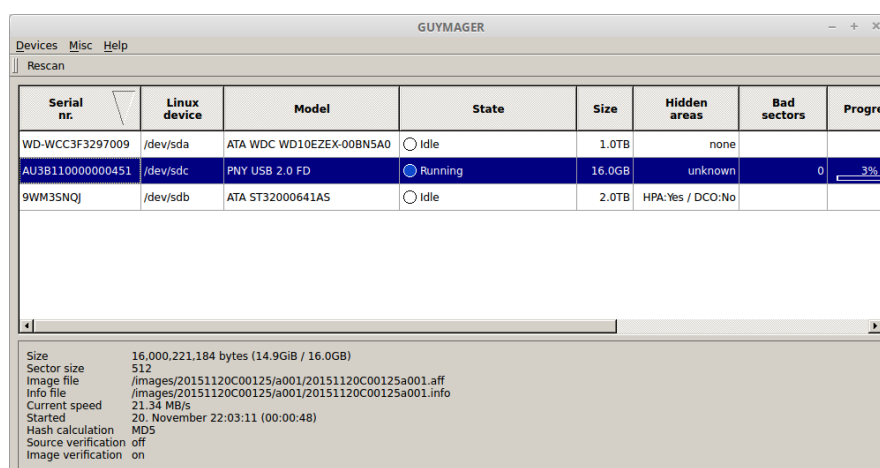 GUYMAGER
Devices Misc Help
Rescan
Serial nr. Linux device Model State Size Hidden areas Bad sectors Progre
WD-WCC3F3297009 /dev/sda ATA WDC WD10EZEX-00BN5A0 Idle 1.0TB none
AU3B110000000451 /dev/sdc PNY USB 2.0 FD Running 16.0GB unknown 0 3%
9WM3SNQJ /dev/sdb ATA ST32000641AS Idle 2.0TB HPA:Yes / DCO:No
Size 16,000,221,184 bytes (14.9GiB / 16.0GB)
Sector size 512
Image file /images/20151120C00125/a001/20151120C00125a001.aff
Info file /images/20151120C00125/a001/20151120C00125a001.info
Current speed 21.34 MB/s
Started 20. November 22:03:11 (00:00:48)
Hash calculation MD5
Source verification off
Image verification on